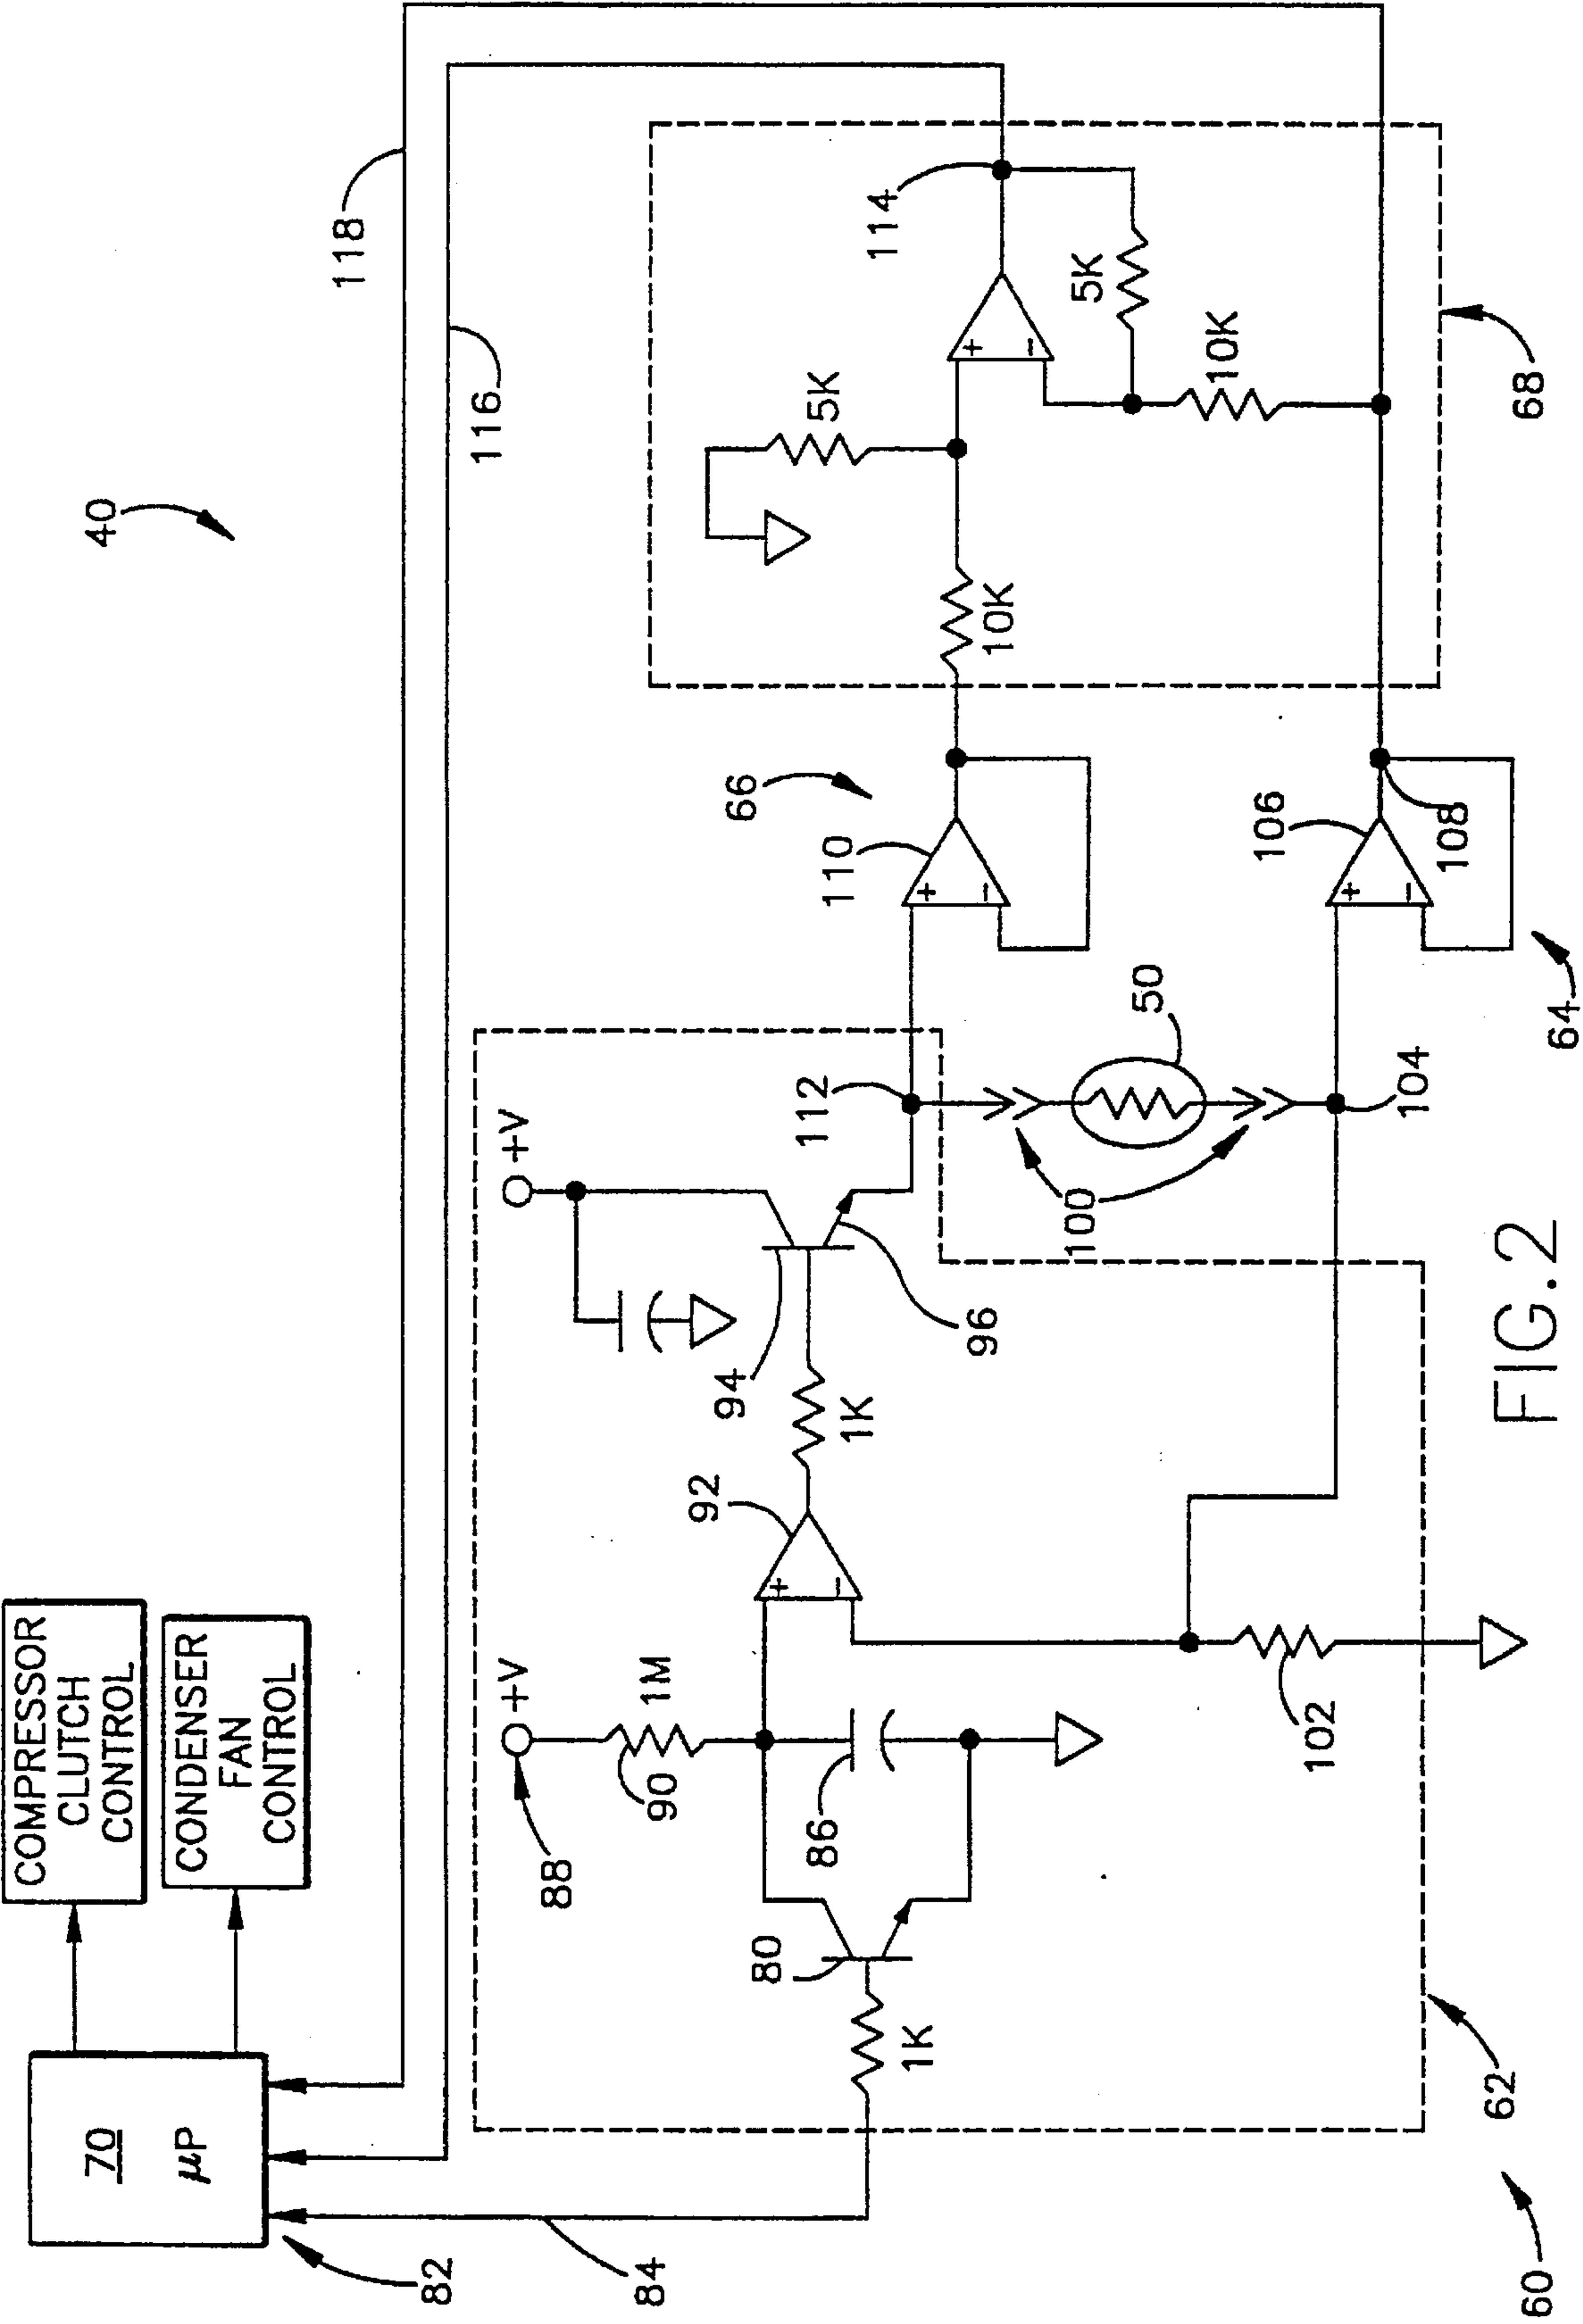 COMPRESSOR
CLUTCH
CONTROL
CONDENSER
FAN
CONTROL
70
µP
82
84
40
118
116
88
+V
90
1M
80
1K
86
92
1K
94
+V
96
102
62
60
112
100
50
104
110
66
106
108
64
10K
5K
114
5K
10K
68
+
−
+
−
+
−
+
−
FIG.2